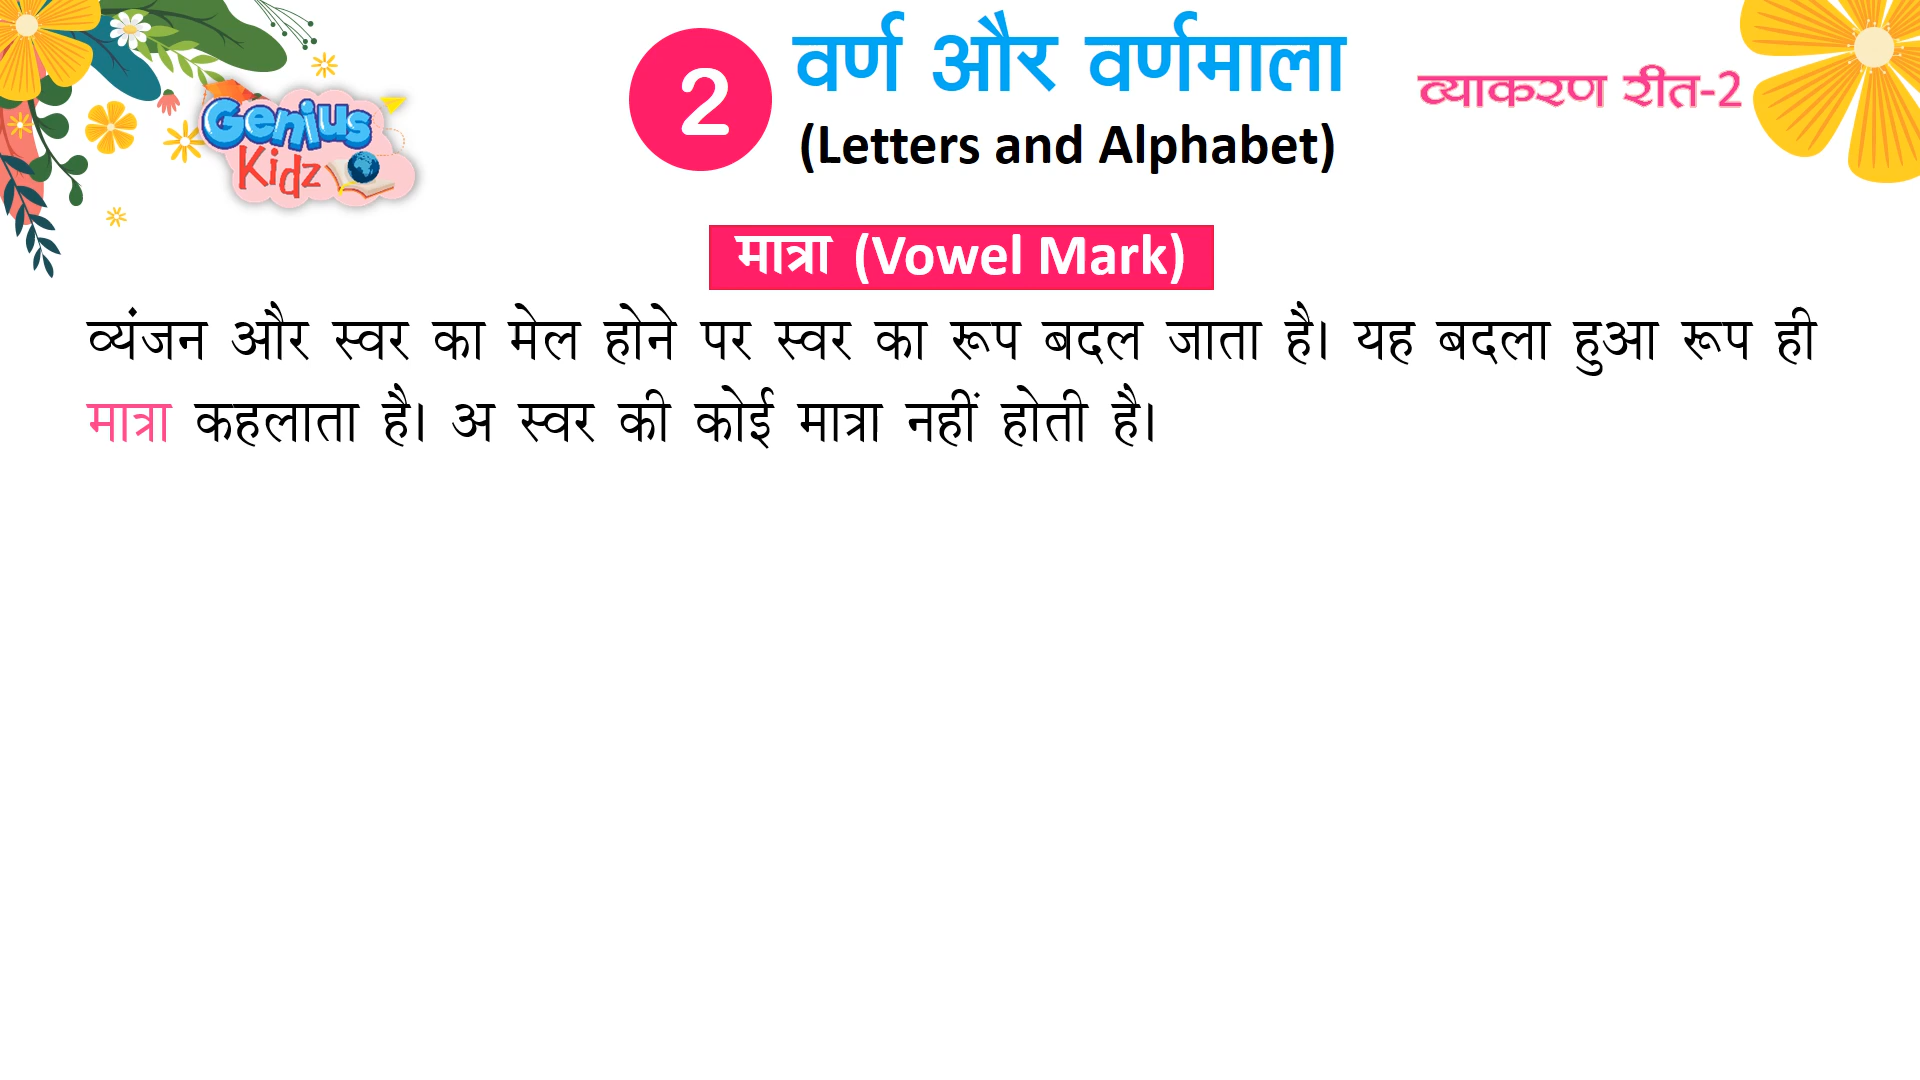 Genius
Kidz
2
वर्ण और वर्णमाला
(Letters and Alphabet)
व्याकरण रीत-2
मात्रा (Vowel Mark)
व्यंजन और स्वर का मेल होने पर स्वर का रूप बदल जाता है। यह बदला हुआ रूप ही
मात्रा कहलाता है। अ स्वर की कोई मात्रा नहीं होती है।